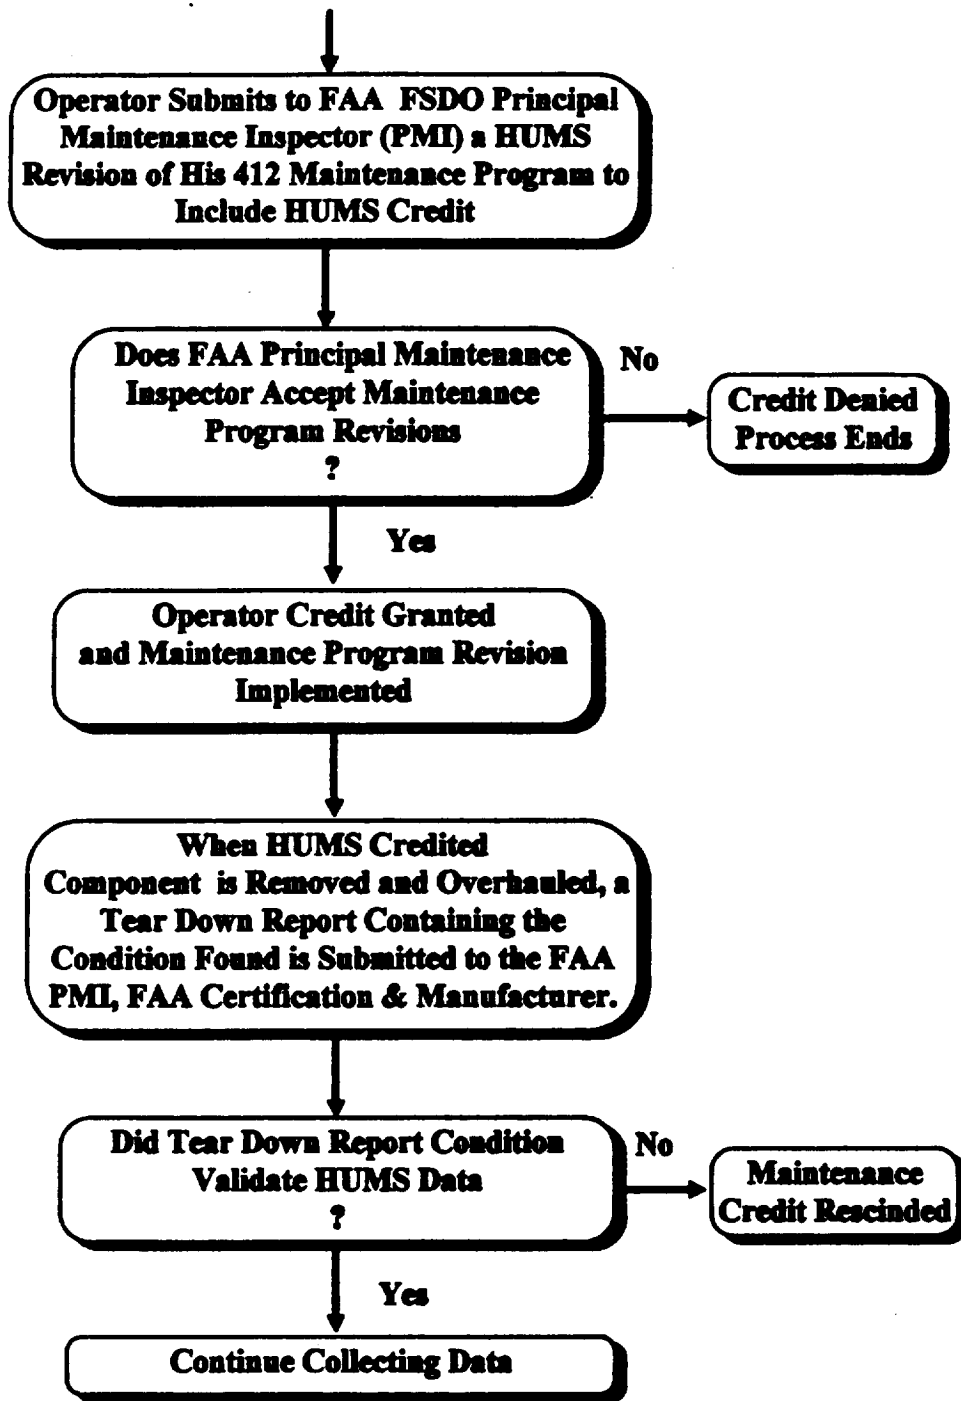 Operator Submits to FAA FSDO Principal
Maintenance Inspector (PMI) a HUMS
Revision of His 412 Maintenance Program to
Include HUMS Credit
Does FAA Principal Maintenance
Inspector Accept Maintenance
Program Revisions
?
No
Credit Denied
Process Ends
Yes
Operator Credit Granted
and Maintenance Program Revision
Implemented
When HUMS Credited
Component is Removed and Overhauled, a
Tear Down Report Containing the
Condition Found is Submitted to the FAA
PMI, FAA Certification & Manufacturer.
Did Tear Down Report Condition
Validate HUMS Data
?
No
Maintenance
Credit Rescinded
Yes
Continue Collecting Data